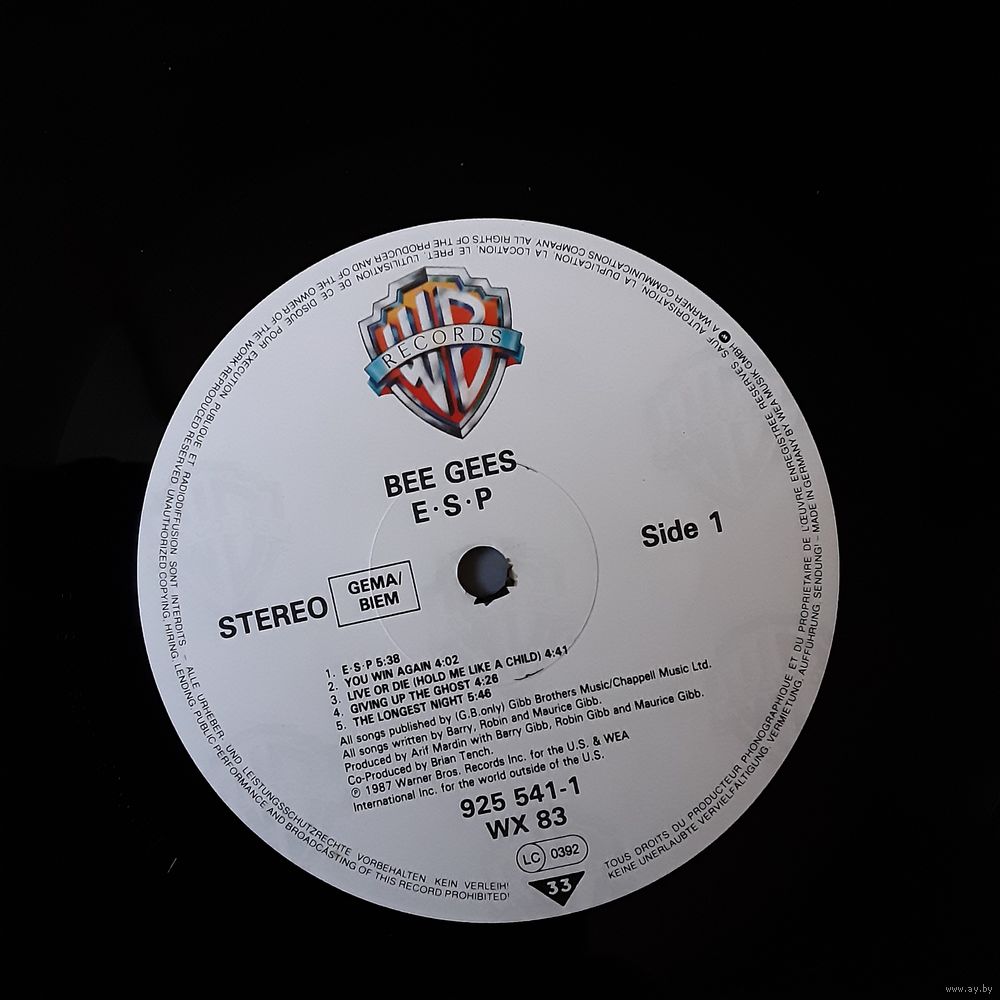 WB
RECORDS
BEE GEES
E·S·P
Side 1
STEREO
GEMA/
BIEM
1. E·S·P 5:38
2. YOU WIN AGAIN 4:02
3. LIVE OR DIE (HOLD ME LIKE A CHILD) 4:41
4. GIVING UP THE GHOST 4:26
5. THE LONGEST NIGHT 5:46
All songs published by (G.B.only) Gibb Brothers Music/Chappell Music Ltd.
All songs written by Barry, Robin and Maurice Gibb.
Produced by Arif Mardin with Barry Gibb, Robin Gibb and Maurice Gibb.
Co-Produced by Brian Tench.
℗ 1987 Warner Bros. Records Inc. for the U.S. & WEA
International Inc. for the world outside of the U.S.
925 541-1
WX 83
LC 0392
33
TOUS DROITS DU PRODUCTEUR PHONOGRAPHIQUE ET DU PROPRIETAIRE DE L'ŒUVRE ENREGISTREE RESERVES SAUF AUTORISATION, LA DUPLICATION, LA LOCATION, LE PRET, L'UTILISATION DE CE DISQUE POUR EXECUTION PUBLIQUE ET RADIODIFFUSION SONT INTERDITS – ALLE URHEBER- UND LEISTUNGSSCHUTZRECHTE VORBEHALTEN KEIN VERLEIH!
KEINE UNERLAUBTE VERVIELFÄLTIGUNG, VERMIETUNG, AUFFÜHRUNG, SENDUNG! – MADE IN GERMANY BY WEA MUSIK GMBH A WARNER COMMUNICATIONS COMPANY ALL RIGHTS OF THE PRODUCER AND OF THE OWNER OF THE WORK REPRODUCED RESERVED UNAUTHORIZED COPYING, HIRING, LENDING, PUBLIC PERFORMANCE AND BROADCASTING OF THIS RECORD PROHIBITED!
www.ay.by